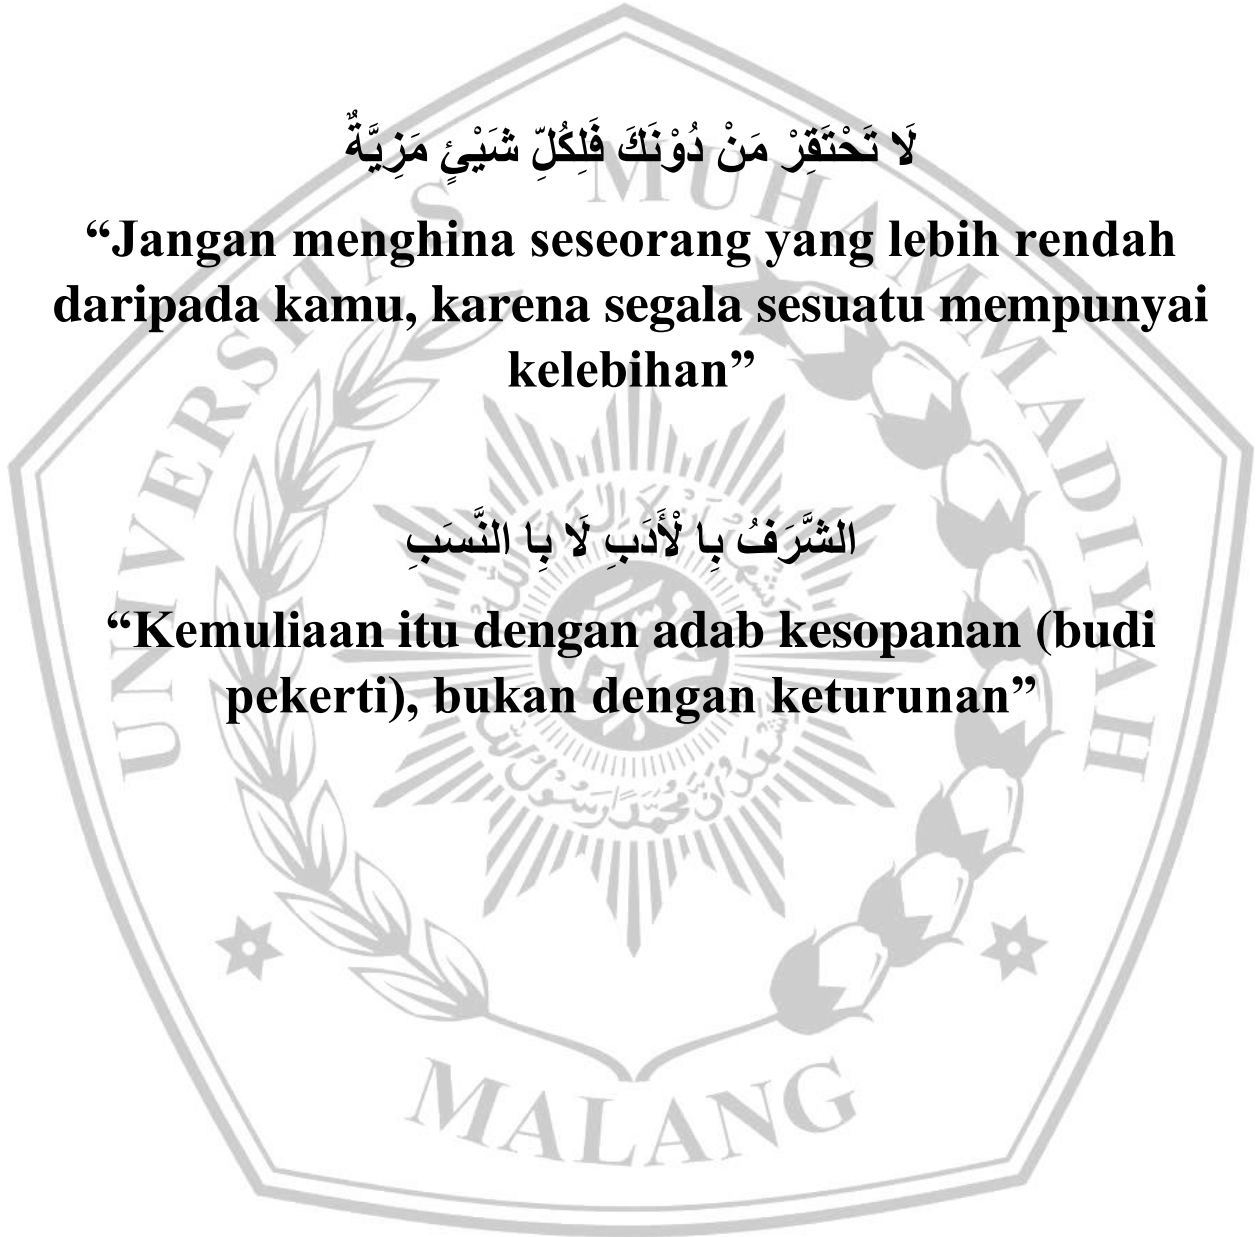 لَا تَحْتَقِرْ مَنْ دُوْنَكَ فَلِكُلِّ شَيْئٍ مَزِيَّةٌ
“Jangan menghina seseorang yang lebih rendah
daripada kamu, karena segala sesuatu mempunyai
kelebihan”
الشَّرَفُ بِا لْأَدَبِ لَا بِا النَّسَبِ
“Kemuliaan itu dengan adab kesopanan (budi
pekerti), bukan dengan keturunan”
UNIVERSITAS MUHAMMADIYAH
MALANG